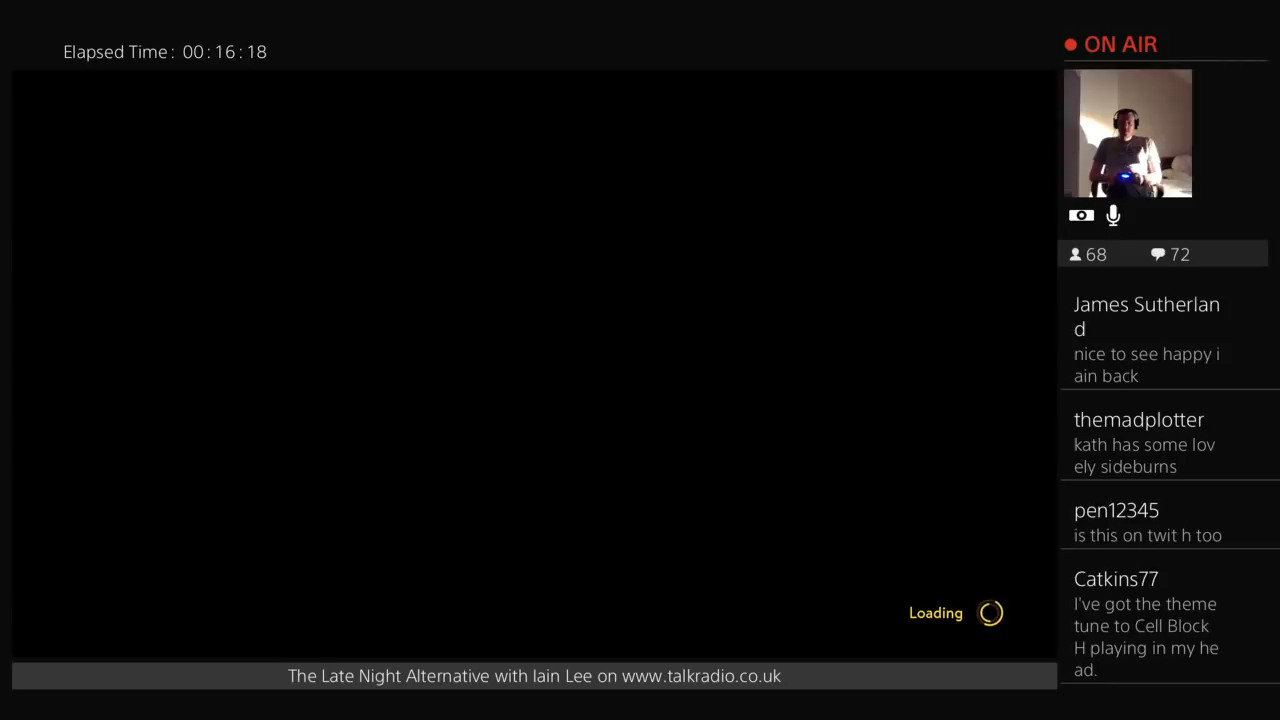 Elapsed Time: 00:16:18
ON AIR
68 72
James Sutherlan
d
nice to see happy i
ain back
themadplotter
kath has some lov
ely sideburns
pen12345
is this on twit h too
Catkins77
I've got the theme
tune to Cell Block
H playing in my he
ad.
Loading
The Late Night Alternative with Iain Lee on www.talkradio.co.uk